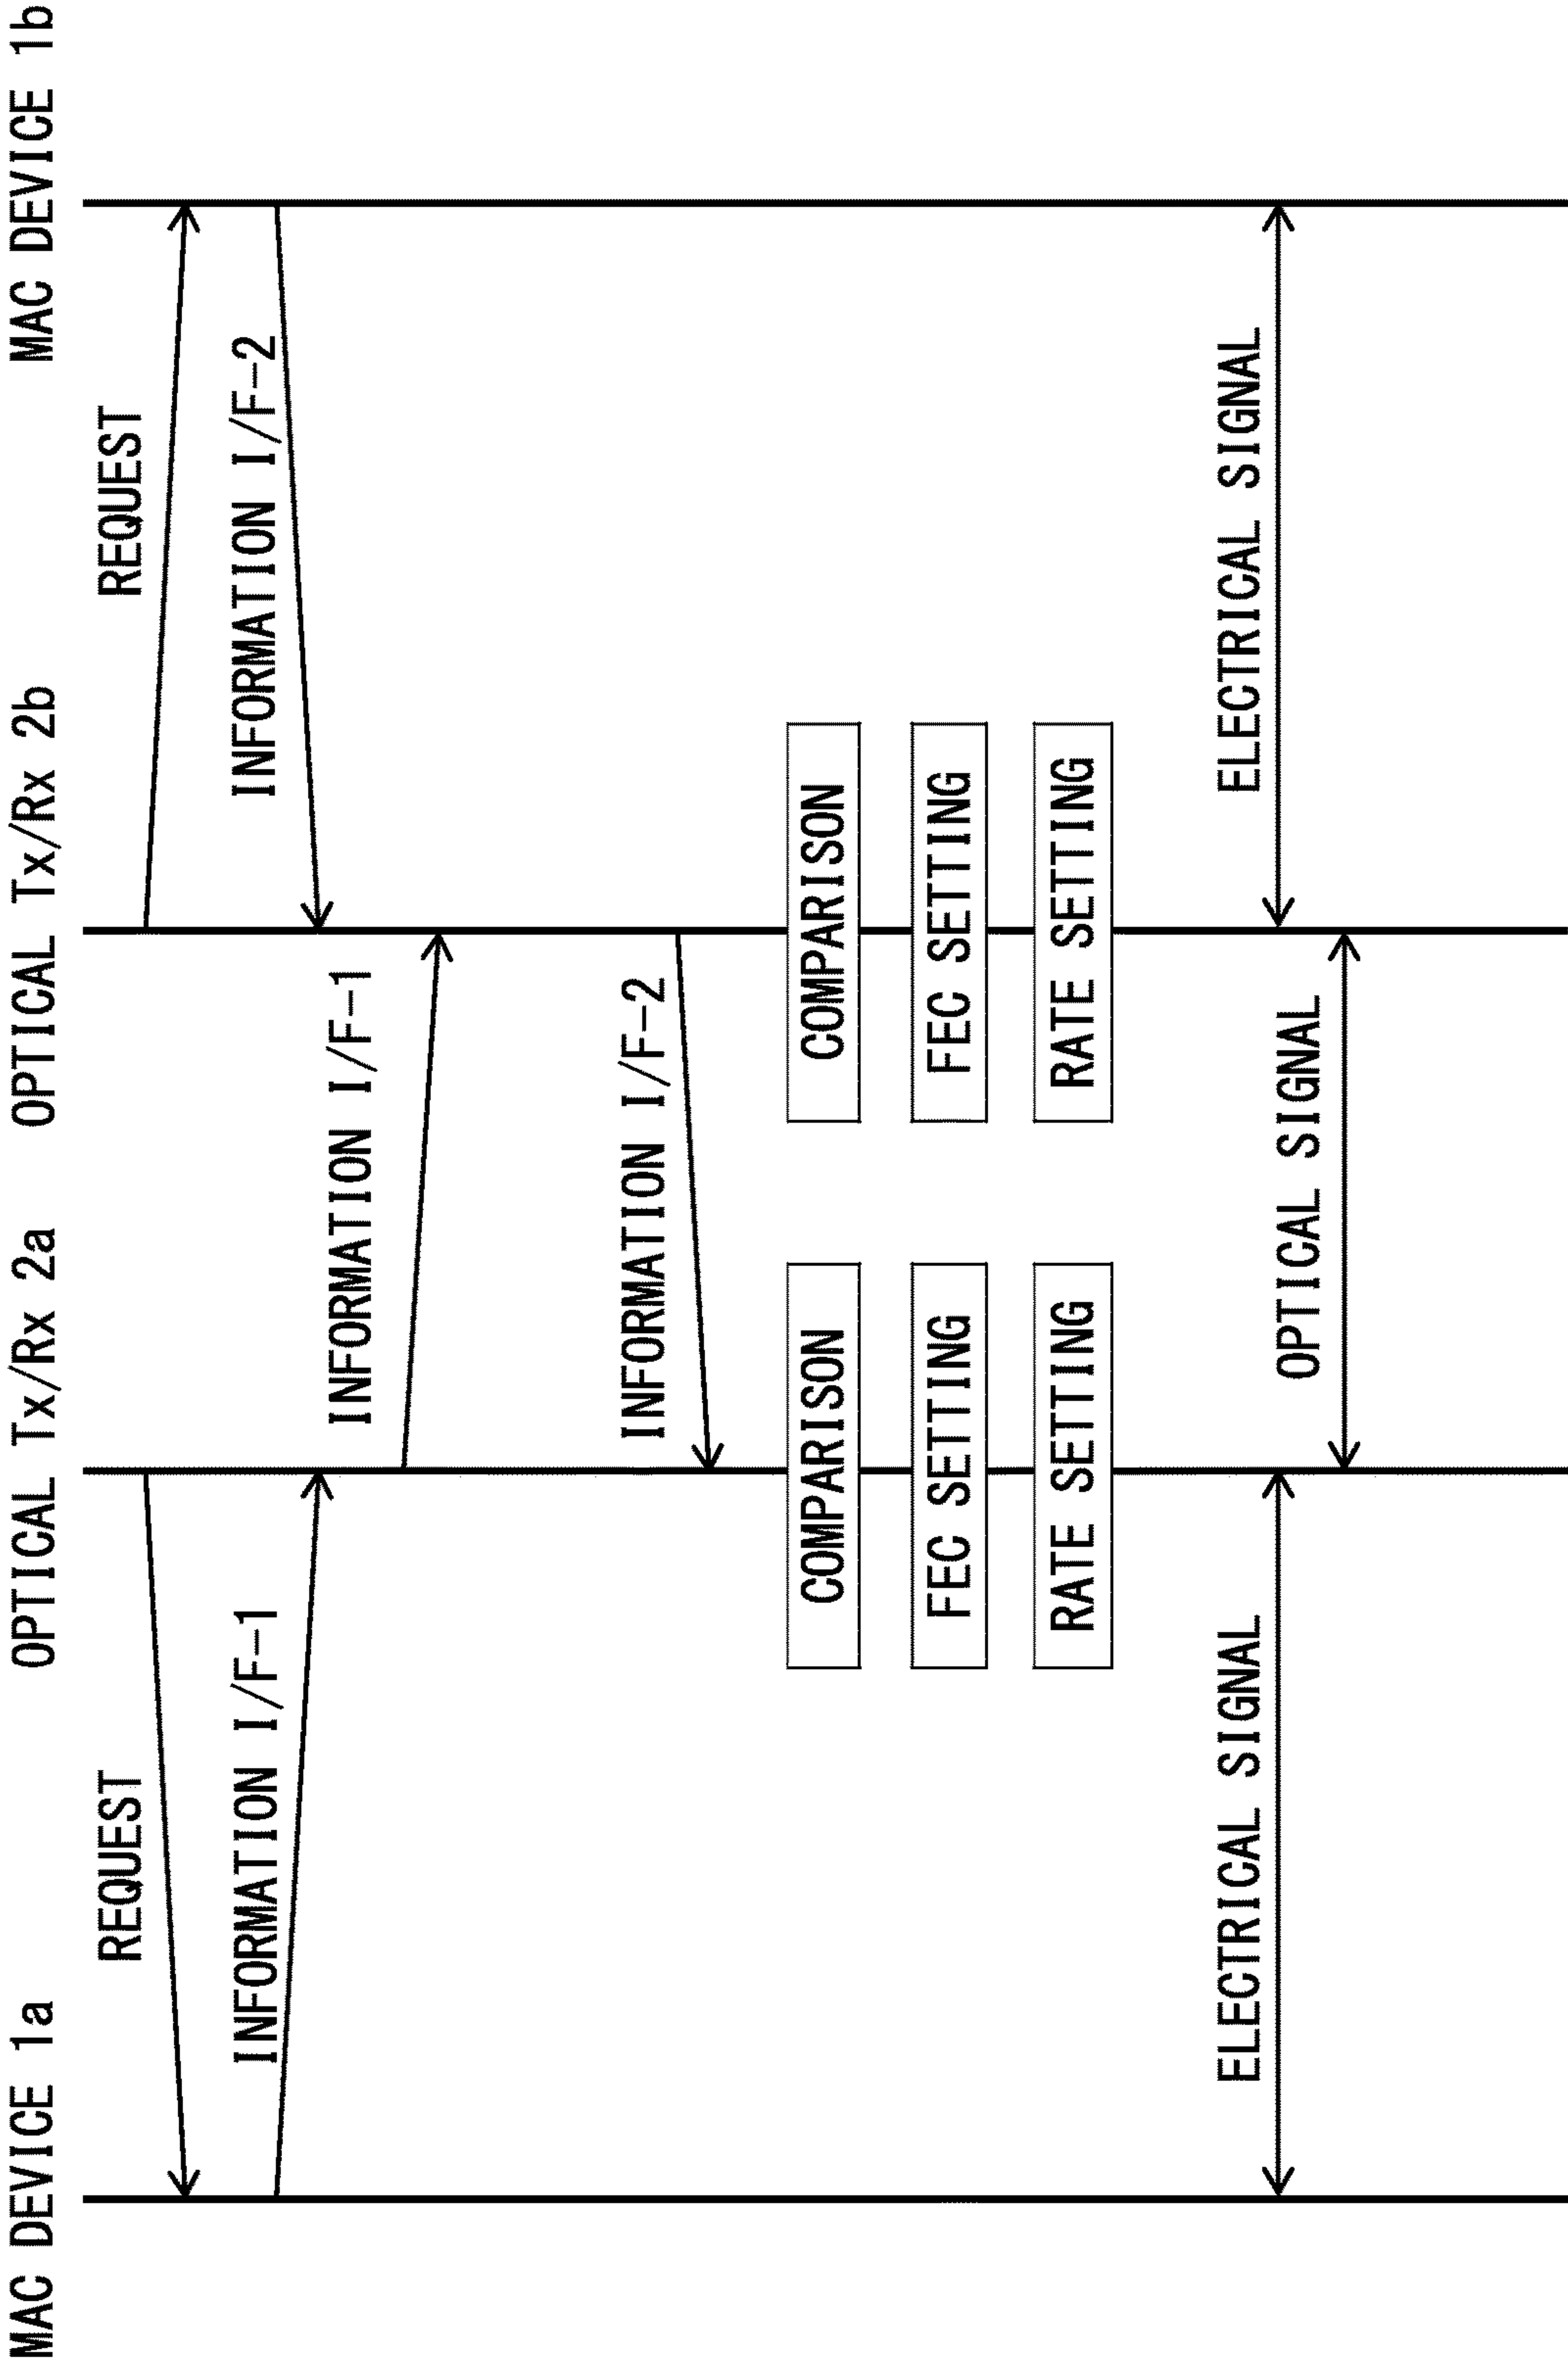 MAC DEVICE 1a
OPTICAL Tx/Rx 2a
OPTICAL Tx/Rx 2b
MAC DEVICE 1b
REQUEST
REQUEST
INFORMATION I/F-1
INFORMATION I/F-2
INFORMATION I/F-1
INFORMATION I/F-2
COMPARISON
COMPARISON
FEC SETTING
FEC SETTING
RATE SETTING
RATE SETTING
ELECTRICAL SIGNAL
ELECTRICAL SIGNAL
OPTICAL SIGNAL